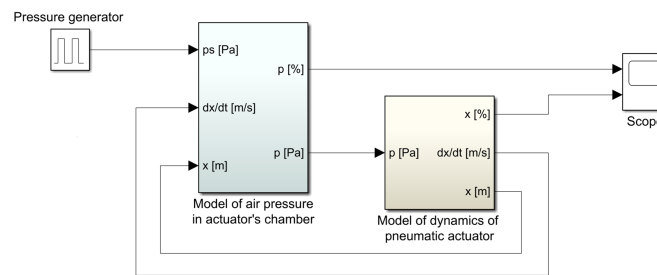 Pressure generator
ps [Pa]
p [%]
dx/dt [m/s]
p [Pa]
x [m]
Model of air pressure
in actuator's chamber
x [%]
p [Pa]
dx/dt [m/s]
x [m]
Model of dynamics of
pneumatic actuator
Scope